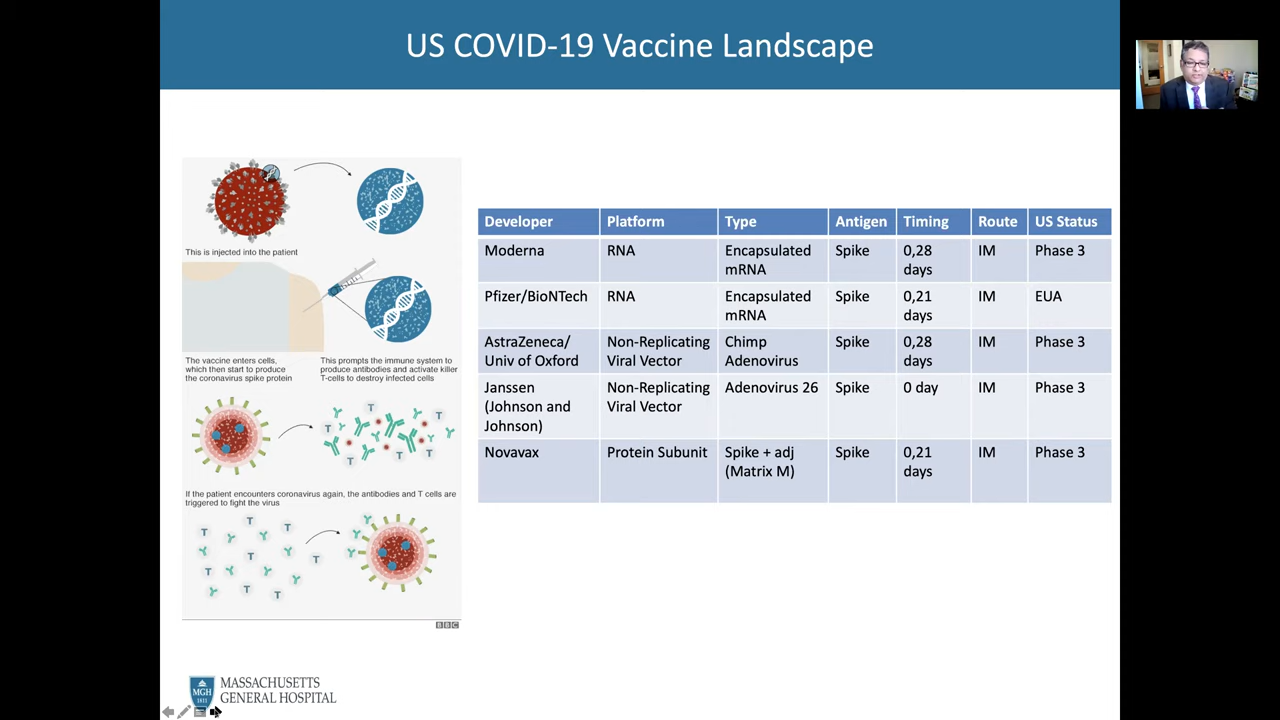 US COVID-19 Vaccine Landscape
This is injected into the patient
The vaccine enters cells,
which then start to produce
the coronavirus spike protein
This prompts the immune system to
produce antibodies and activate killer
T-cells to destroy infected cells
T
T
T
T
T
T
If the patient encounters coronavirus again, the antibodies and T cells are
triggered to fight the virus
T
T
T
T
T
T
T
T
BBC
Developer Platform Type Antigen Timing Route US Status
Moderna RNA Encapsulated Spike 0,28 IM Phase 3
mRNA days
Pfizer/BioNTech RNA Encapsulated Spike 0,21 IM EUA
mRNA days
AstraZeneca/ Non-Replicating Chimp Spike 0,28 IM Phase 3
Univ of Oxford Viral Vector Adenovirus days
Janssen Non-Replicating Adenovirus 26 Spike 0 day IM Phase 3
(Johnson and Viral Vector
Johnson)
Novavax Protein Subunit Spike + adj Spike 0,21 IM Phase 3
(Matrix M) days
MGH
1811
MASSACHUSETTS
GENERAL HOSPITAL